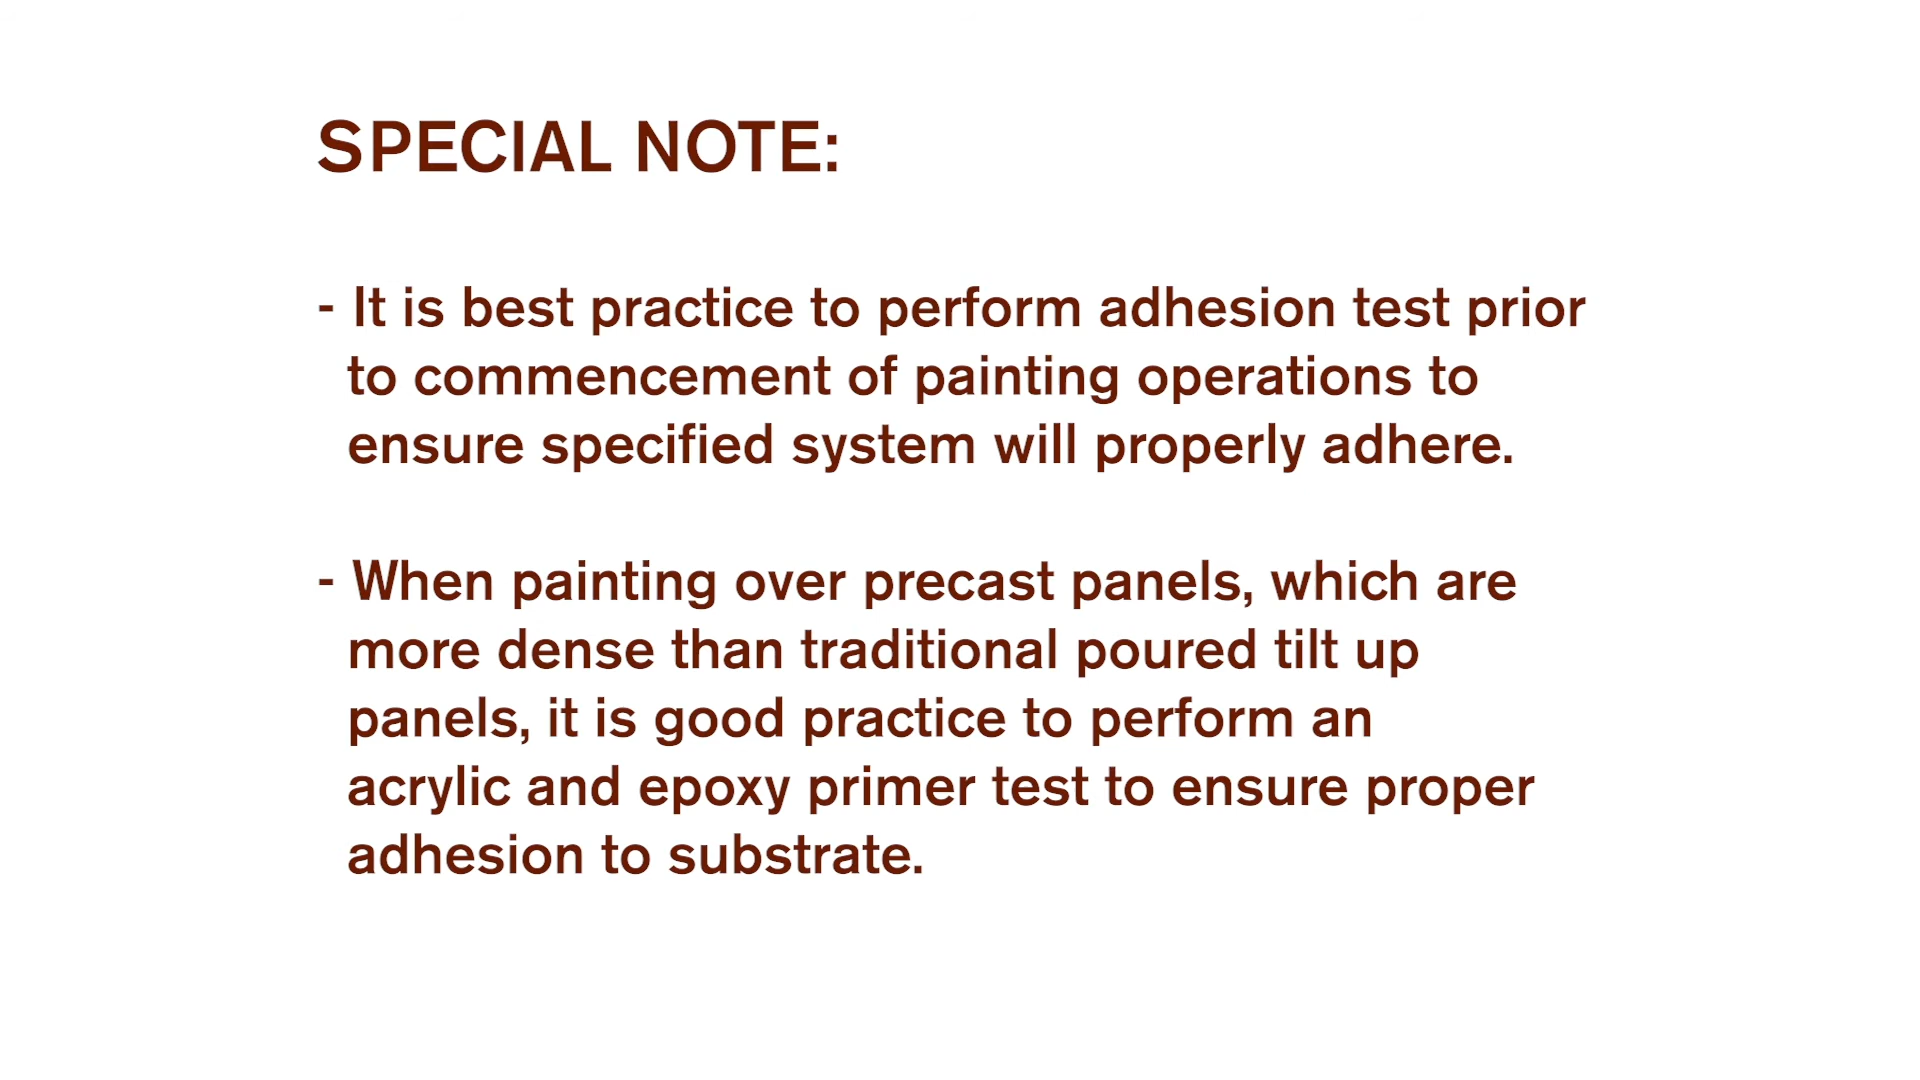 SPECIAL NOTE:
- It is best practice to perform adhesion test prior
to commencement of painting operations to
ensure specified system will properly adhere.
- When painting over precast panels, which are
more dense than traditional poured tilt up
panels, it is good practice to perform an
acrylic and epoxy primer test to ensure proper
adhesion to substrate.